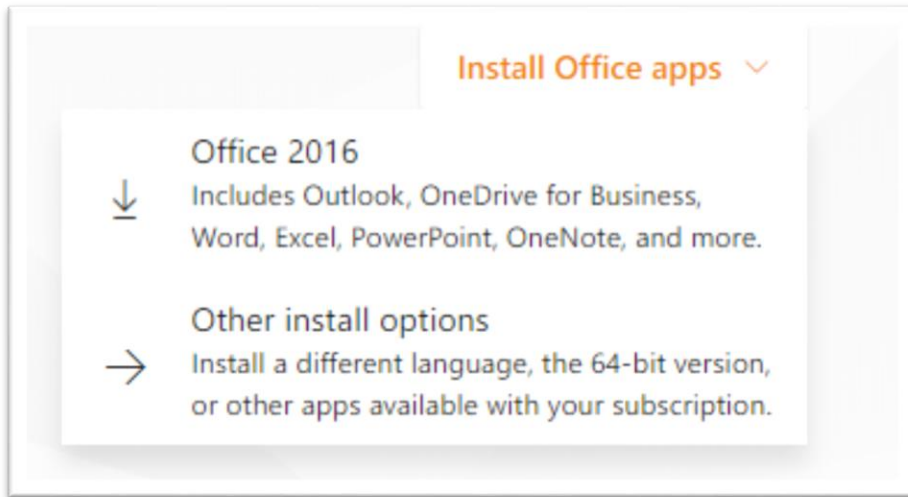 Install Office apps
Office 2016
Includes Outlook, OneDrive for Business,
Word, Excel, PowerPoint, OneNote, and more.
Other install options
Install a different language, the 64-bit version,
or other apps available with your subscription.